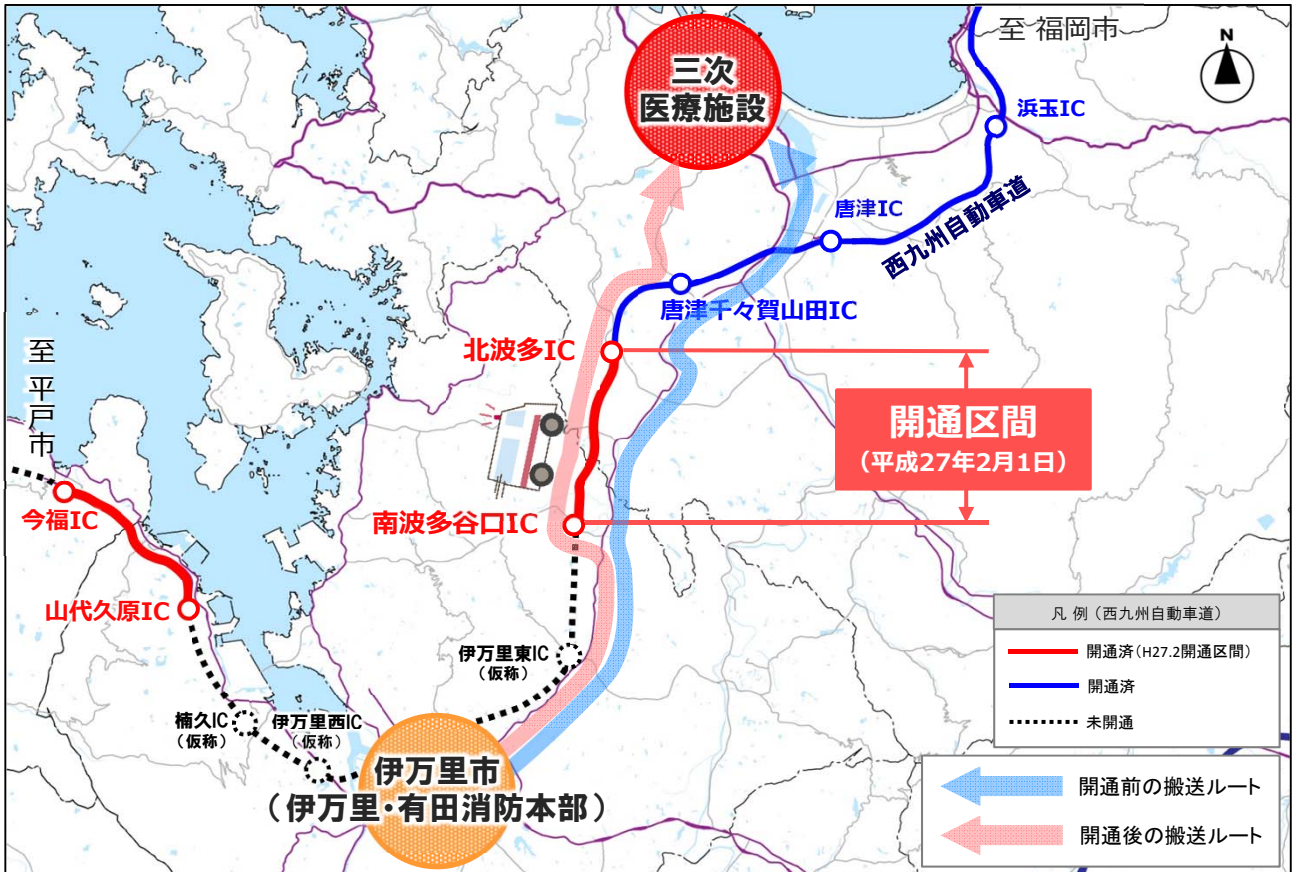 至 福岡市
N
三次
医療施設
浜玉IC
唐津IC
西九州自動車道
唐津千々賀山田IC
北波多IC
至 平戸市
開通区間
（平成27年2月1日）
今福IC
南波多谷口IC
山代久原IC
伊万里東IC
（仮称）
楠久IC
（仮称）
伊万里西IC
（仮称）
伊万里市
（伊万里・有田消防本部）
凡 例（西九州自動車道）
開通済（H27.2開通区間）
開通済
未開通
開通前の搬送ルート
開通後の搬送ルート